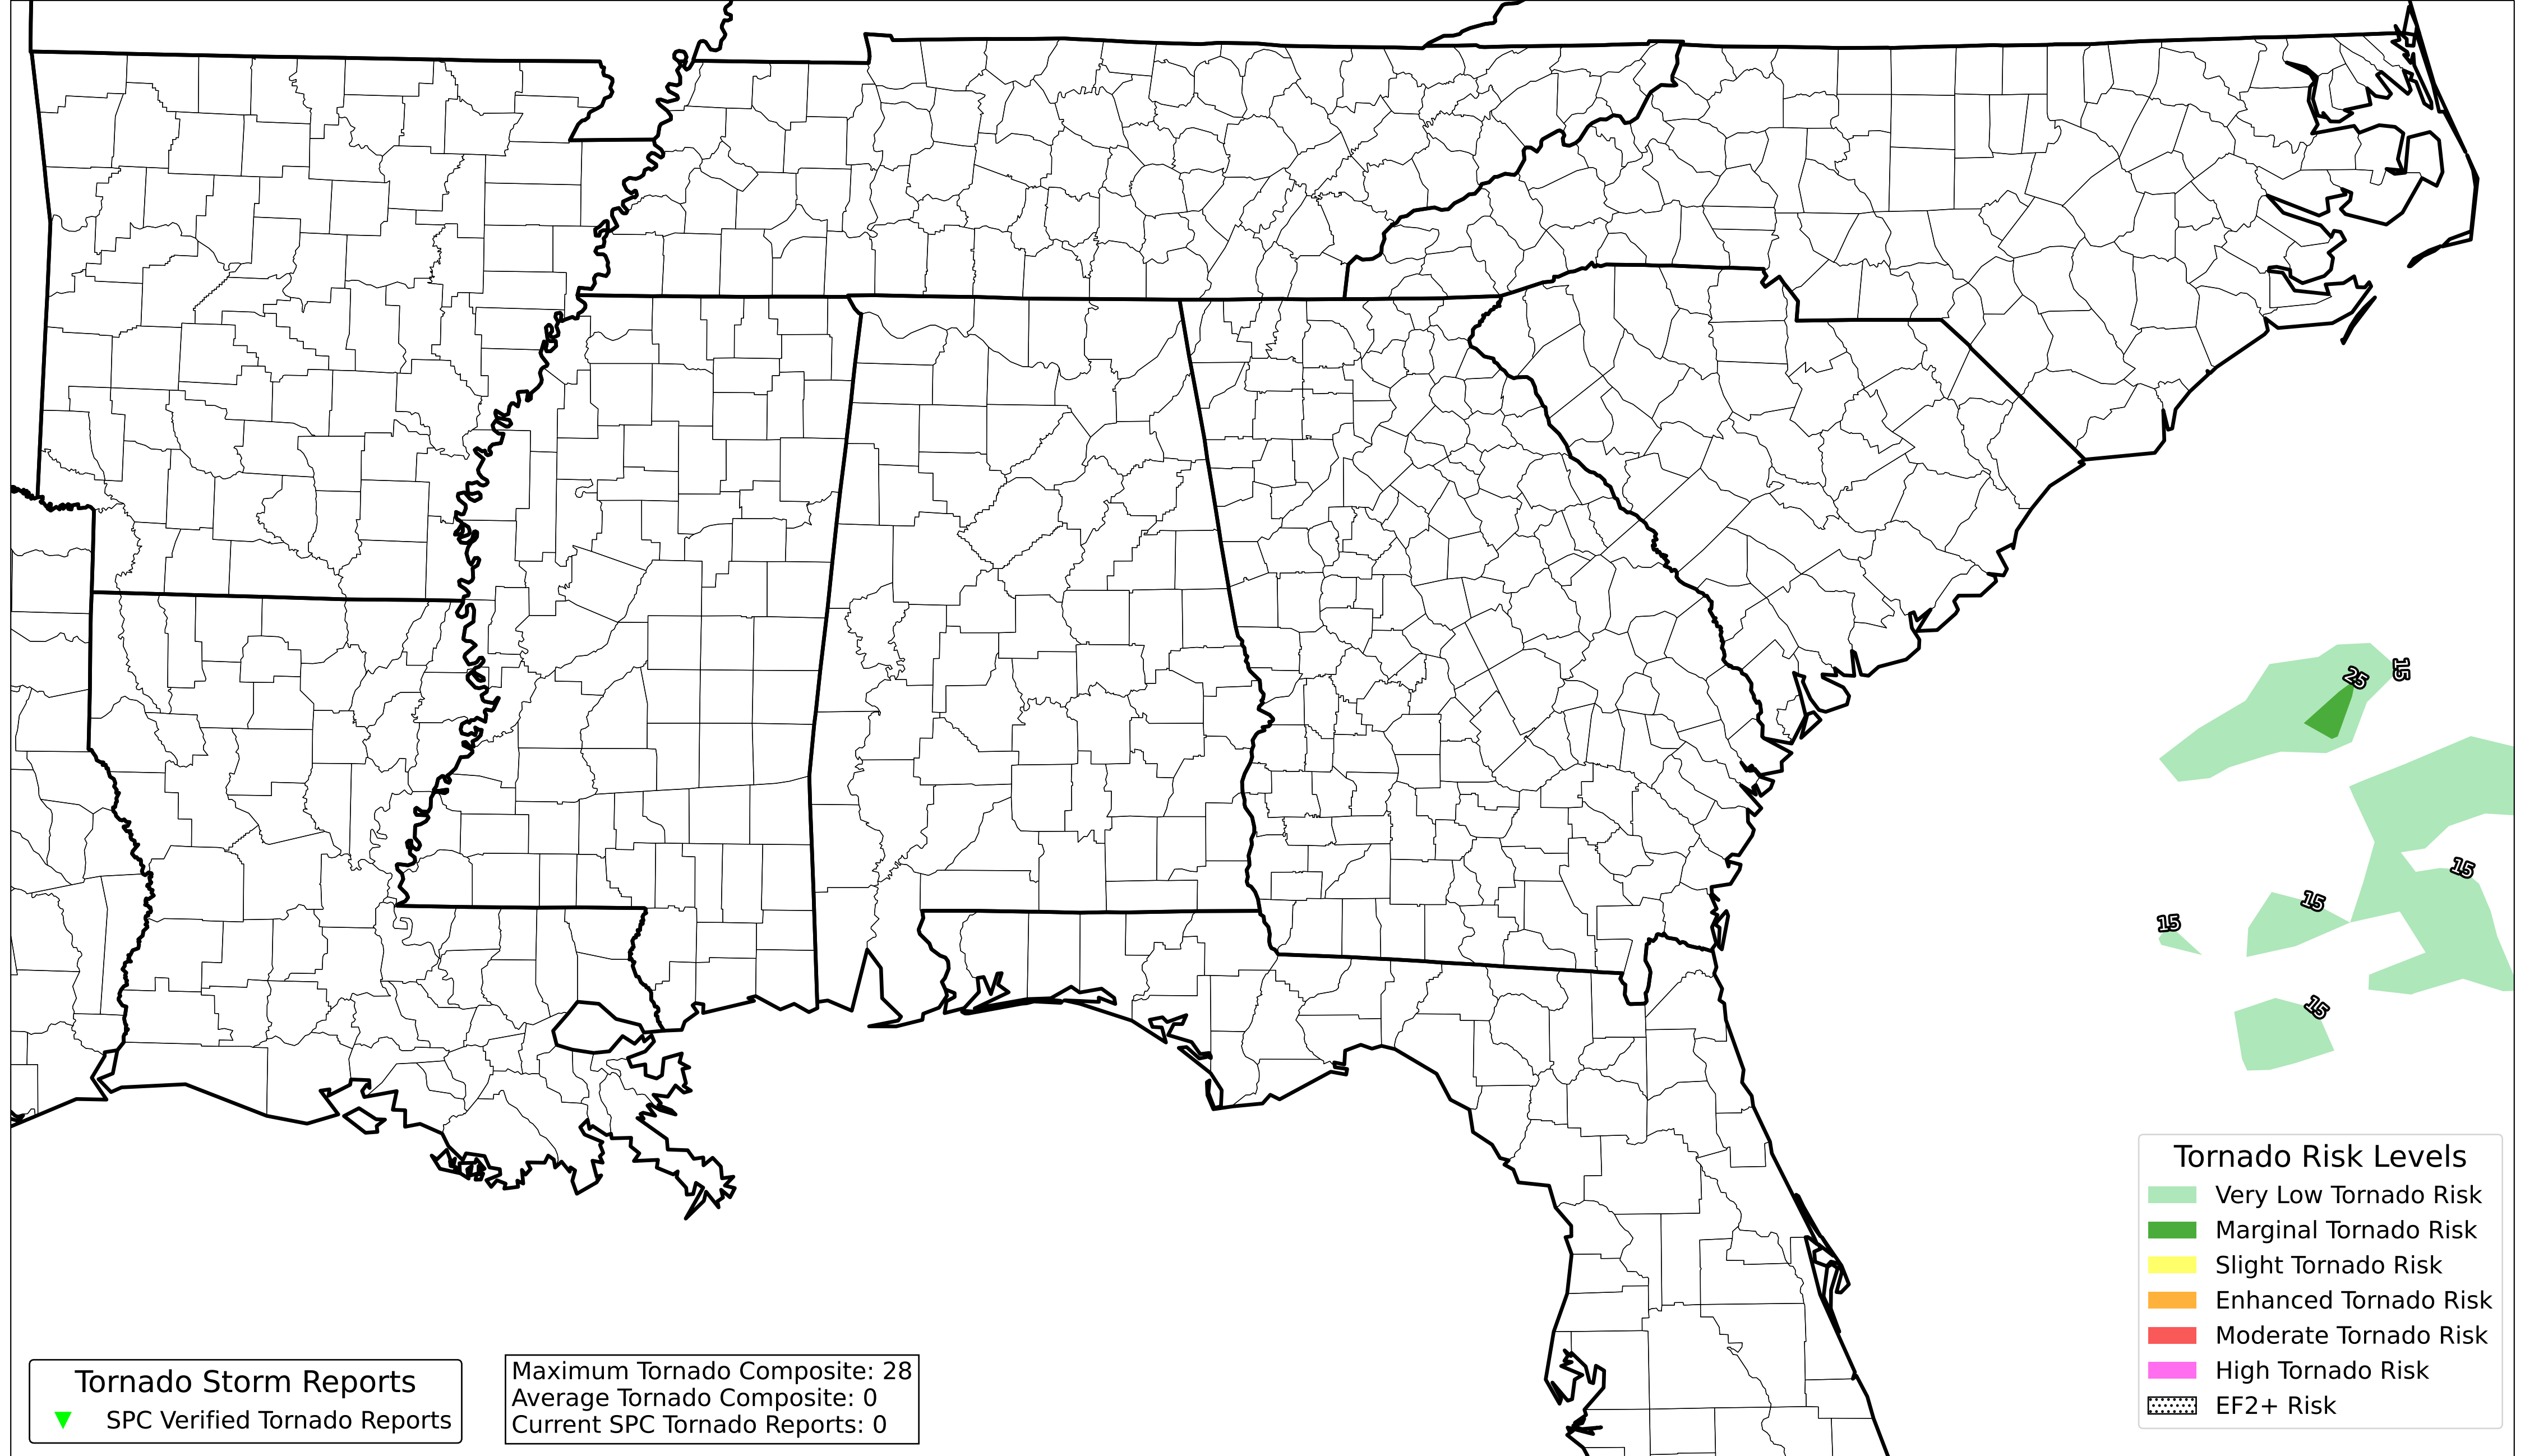 15
25
15
15
15
15
Tornado Risk Levels
Very Low Tornado Risk
Marginal Tornado Risk
Slight Tornado Risk
Enhanced Tornado Risk
Moderate Tornado Risk
High Tornado Risk
EF2+ Risk
Tornado Storm Reports
SPC Verified Tornado Reports
Maximum Tornado Composite: 28
Average Tornado Composite: 0
Current SPC Tornado Reports: 0